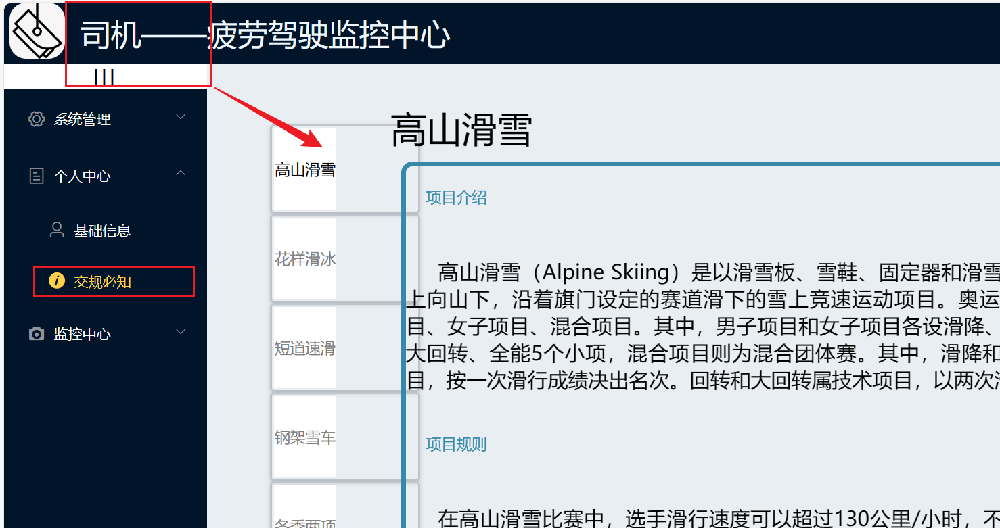 司机——疲劳驾驶监控中心
|||
系统管理
个人中心
基础信息
交规必知
监控中心
高山滑雪
花样滑冰
短道速滑
钢架雪车
冬季两项
高山滑雪
项目介绍
高山滑雪（Alpine Skiing）是以滑雪板、雪鞋、固定器和滑雪
上向山下，沿着旗门设定的赛道滑下的雪上竞速运动项目。奥运
目、女子项目、混合项目。其中，男子项目和女子项目各设滑降、
大回转、全能5个小项，混合项目则为混合团体赛。其中，滑降和
目，按一次滑行成绩决出名次。回转和大回转属技术项目，以两次滑
项目规则
在高山滑雪比赛中，选手滑行速度可以超过130公里/小时，不